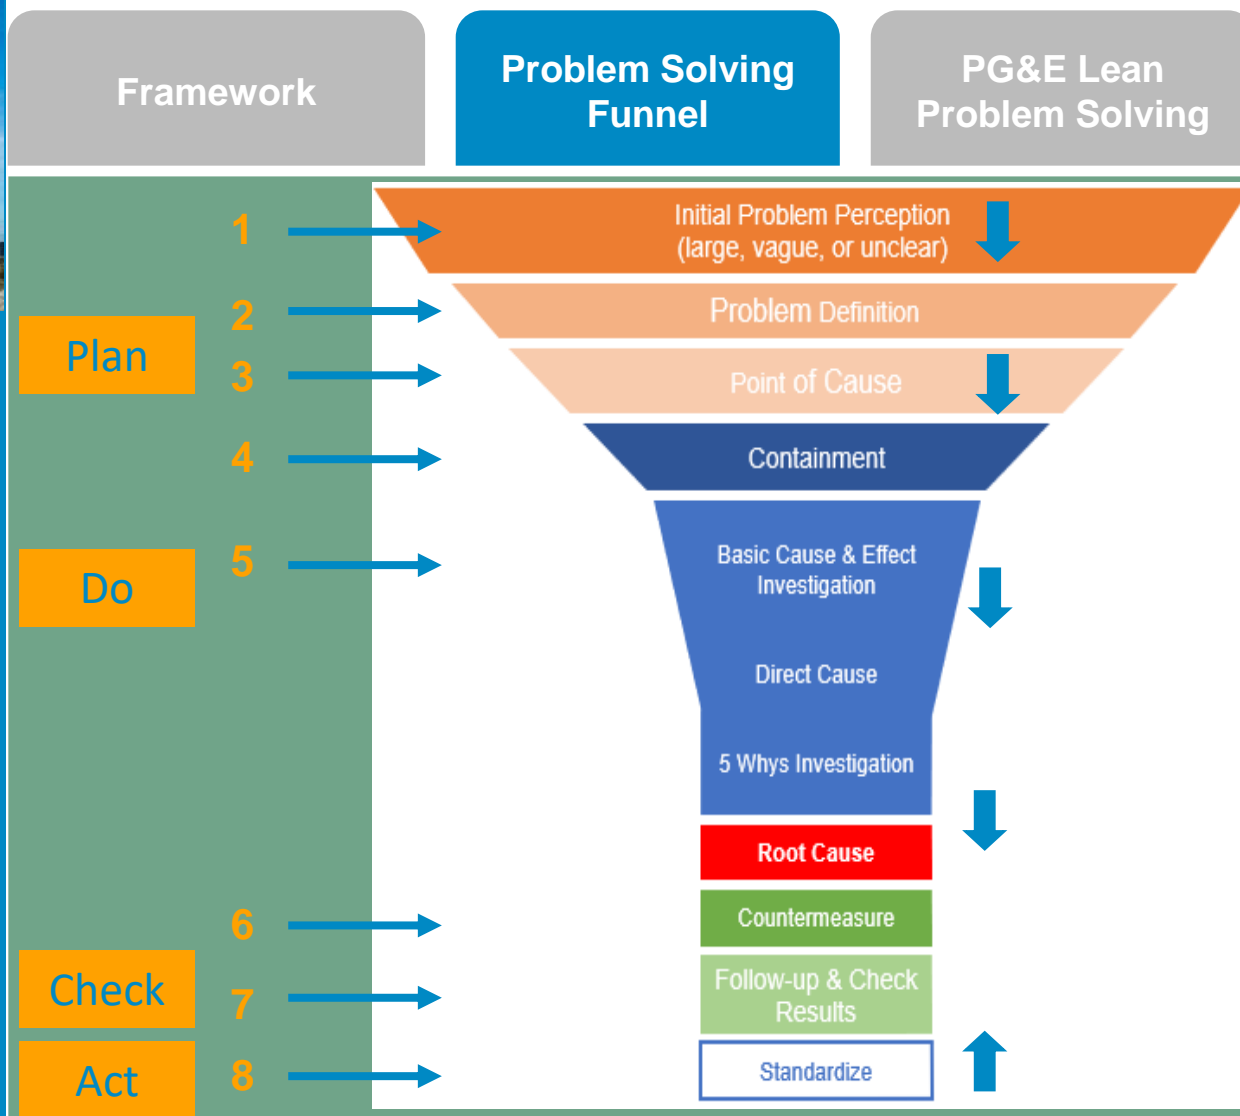 Framework
Problem Solving
Funnel
PG&E Lean
Problem Solving
1
Initial Problem Perception
(large, vague, or unclear)
2
Problem Definition
Plan
3
Point of Cause
4
Containment
5
Basic Cause & Effect
Investigation
Do
Direct Cause
5 Whys Investigation
Root Cause
6
Countermeasure
Check
7
Follow-up & Check
Results
Act
8
Standardize